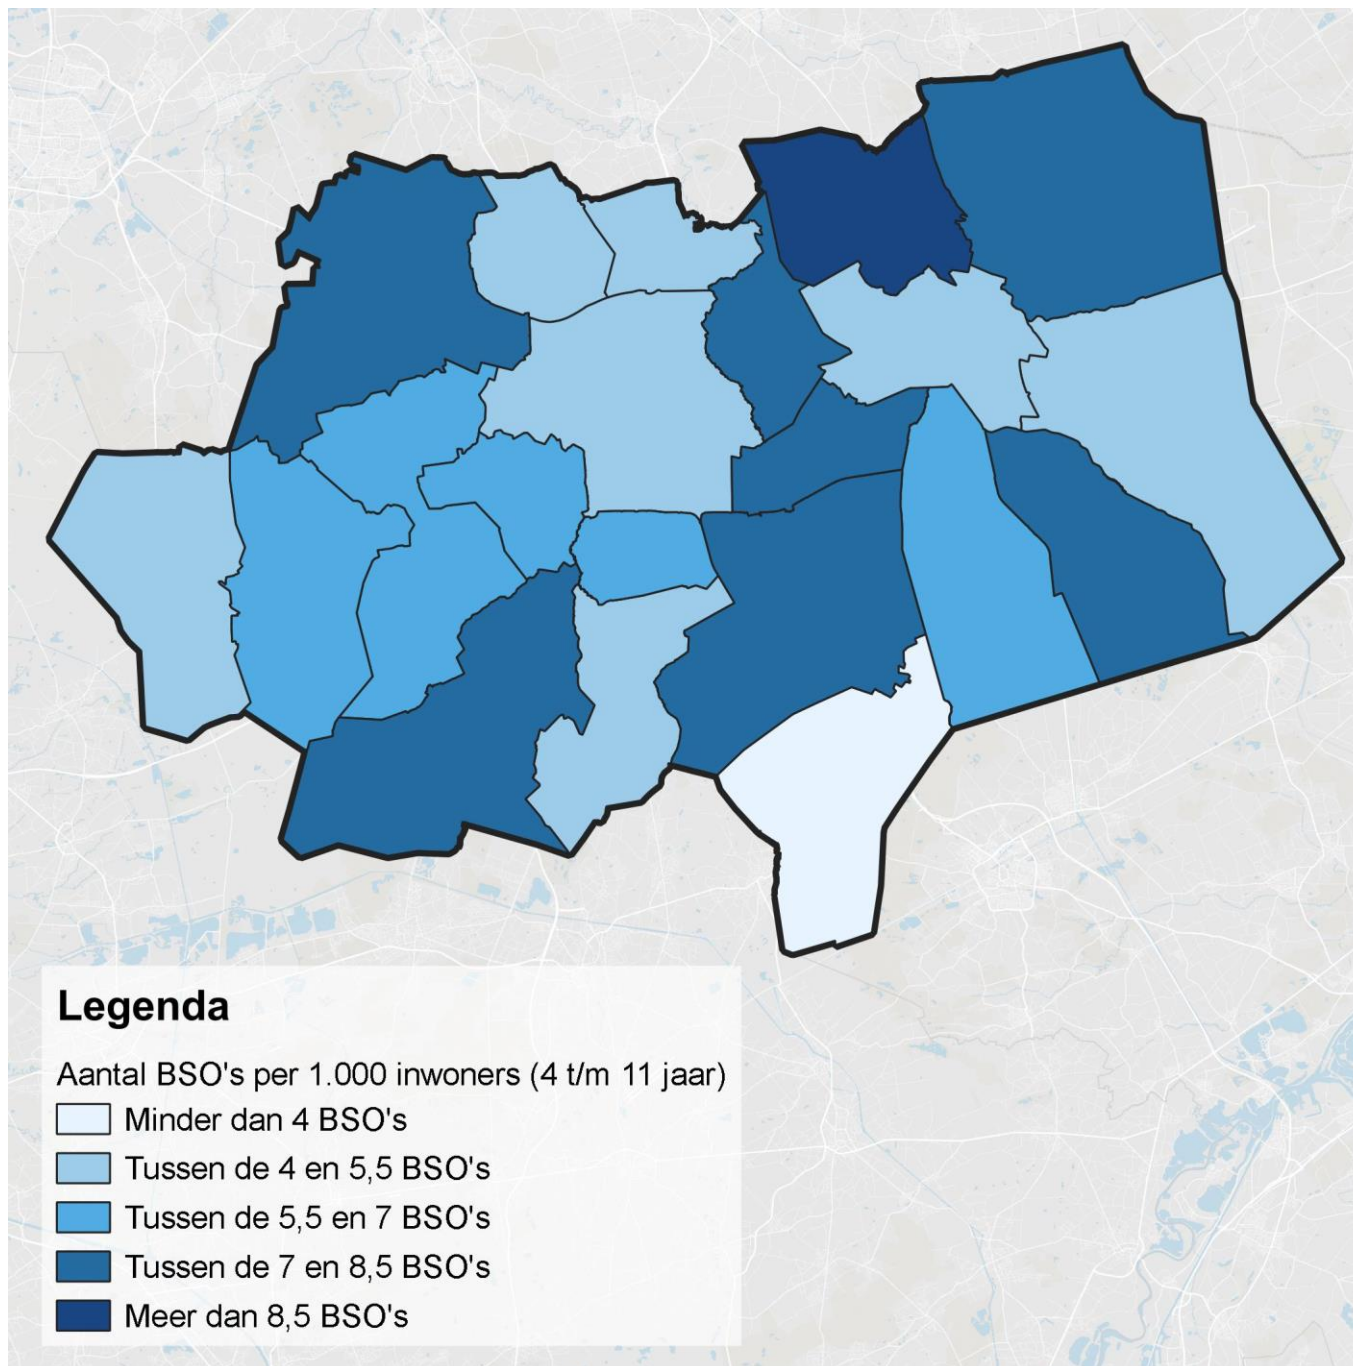 Legenda
Aantal BSO's per 1.000 inwoners (4 t/m 11 jaar)
Minder dan 4 BSO's
Tussen de 4 en 5,5 BSO's
Tussen de 5,5 en 7 BSO's
Tussen de 7 en 8,5 BSO's
Meer dan 8,5 BSO's